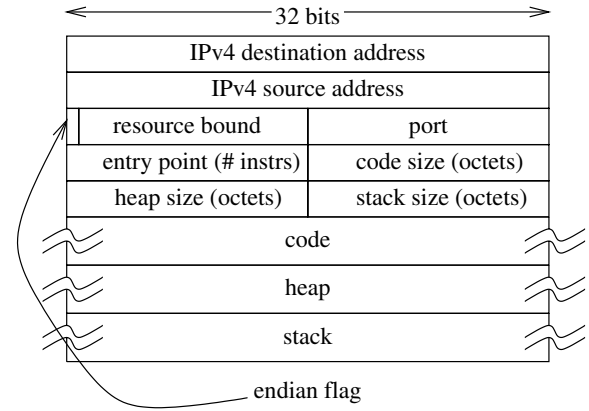 32 bits
IPv4 destination address
IPv4 source address
resource bound port
entry point (# instrs) code size (octets)
heap size (octets) stack size (octets)
code
heap
stack
endian flag